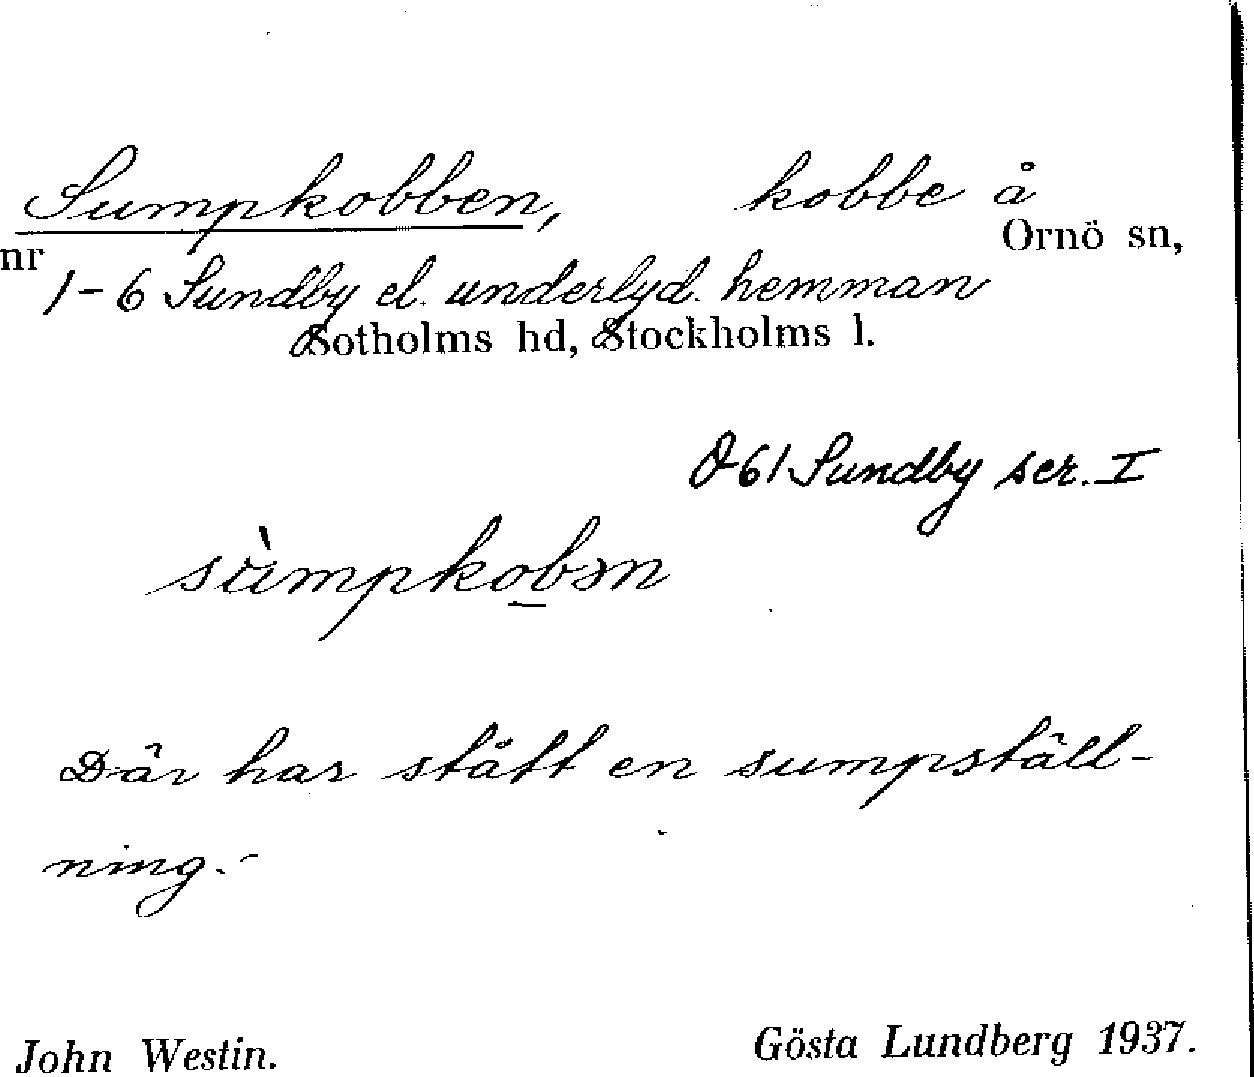 Sumpkobben, kobbe å
Ornö sn,
nr 1-6 Sundby el. underlyd. hemman
Sotholms hd, Stockholms l.
Ö61 Sundby ser. I
sùmpkobən
Där har stått en sumpställ-
ning.-
John Westin. Gösta Lundberg 1937.